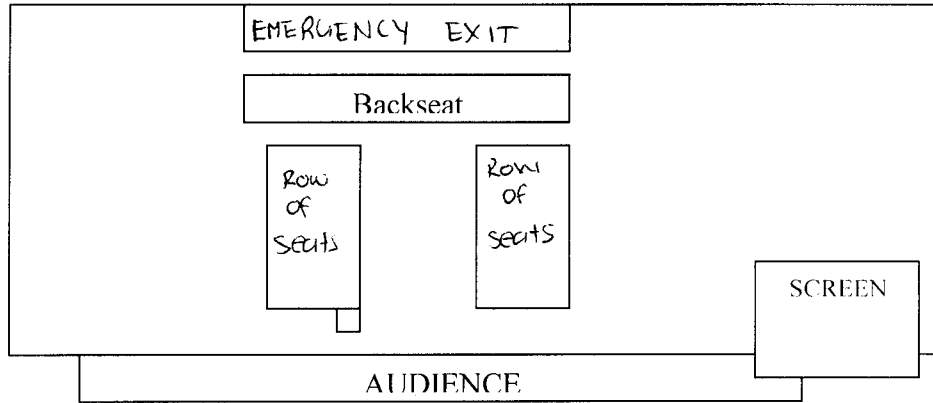 EMERGENCY EXIT
Backseat
Row
of
seats
Row
of
seats
SCREEN
AUDIENCE